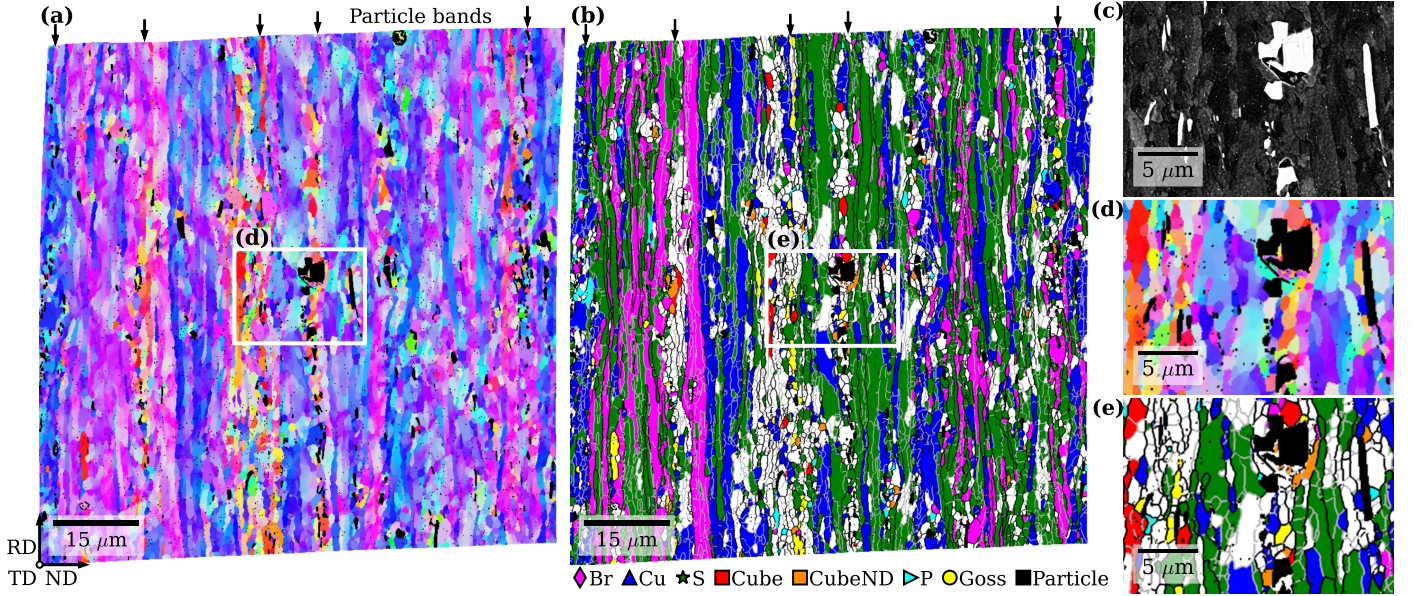 (a)
Particle bands
(b)
(c)
5 µm
(d)
(e)
(d)
5 µm
(e)
5 µm
15 µm
15 µm
RD
TD ND
Br Cu S Cube CubeND P Goss Particle